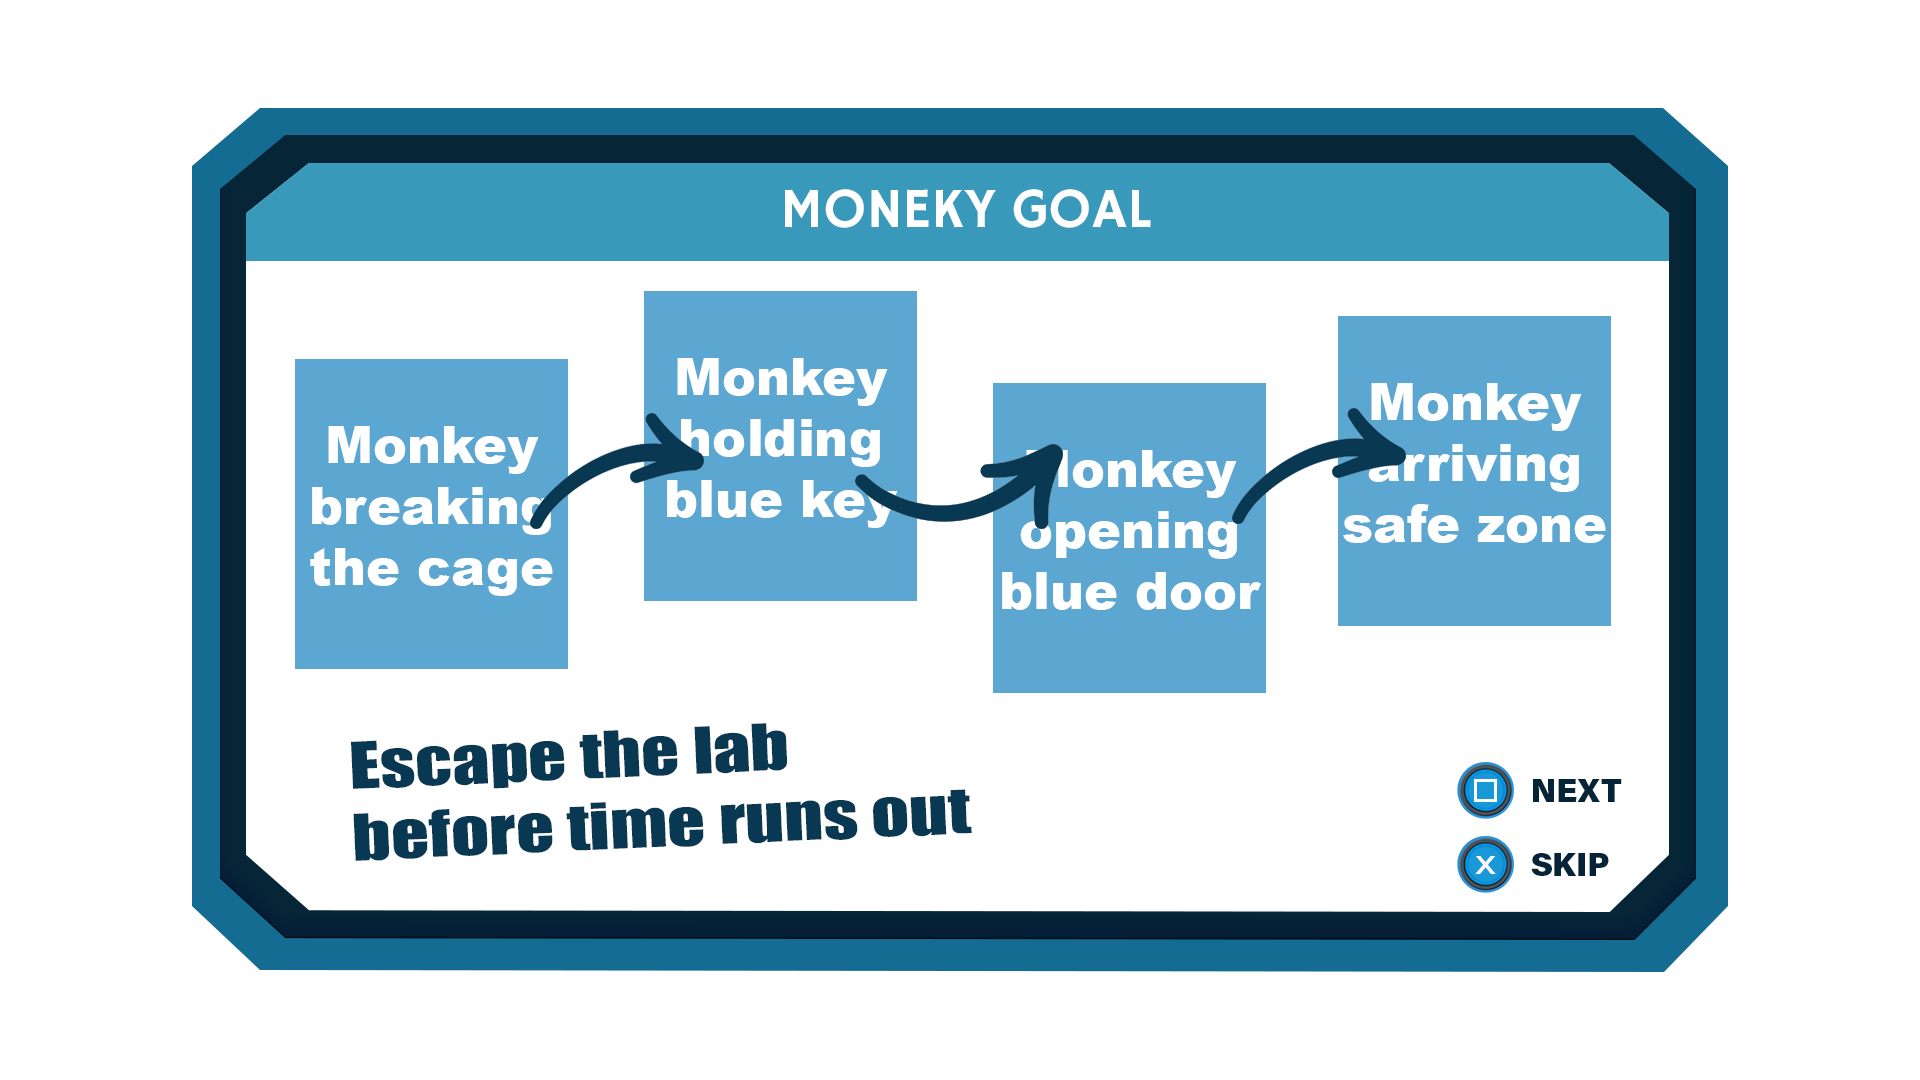 MONEKY GOAL
Monkey
breaking
the cage
Monkey
holding
blue key
Monkey
opening
blue door
Monkey
arriving
safe zone
Escape the lab
before time runs out
NEXT
X SKIP